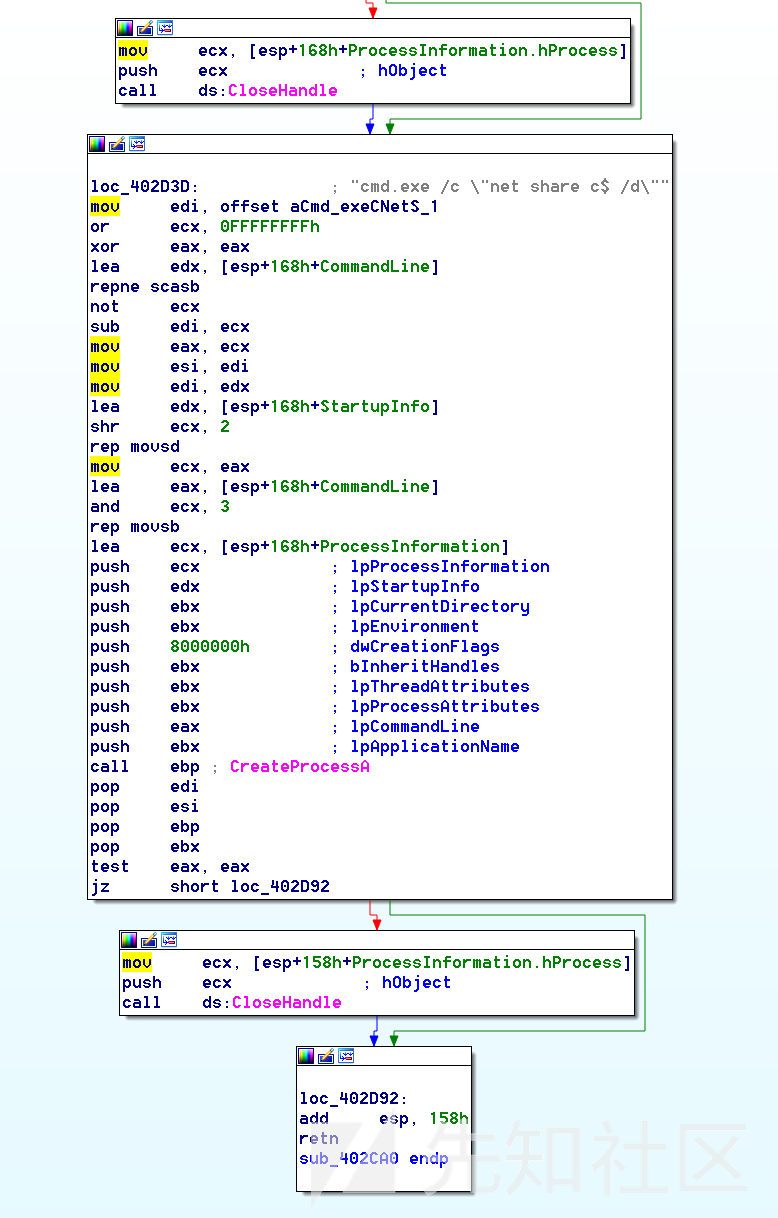 mov ecx, [esp+168h+ProcessInformation.hProcess]
push ecx ; hObject
call ds:CloseHandle
loc_402D3D: ; "cmd.exe /c \"net share c$ /d\""
mov edi, offset aCmd_exeCNetS_1
or ecx, 0FFFFFFFFh
xor eax, eax
lea edx, [esp+168h+CommandLine]
repne scasb
not ecx
sub edi, ecx
mov eax, ecx
mov esi, edi
mov edi, edx
lea edx, [esp+168h+StartupInfo]
shr ecx, 2
rep movsd
mov ecx, eax
lea eax, [esp+168h+CommandLine]
and ecx, 3
rep movsb
lea ecx, [esp+168h+ProcessInformation]
push ecx ; lpProcessInformation
push edx ; lpStartupInfo
push ebx ; lpCurrentDirectory
push ebx ; lpEnvironment
push 8000000h ; dwCreationFlags
push ebx ; bInheritHandles
push ebx ; lpThreadAttributes
push ebx ; lpProcessAttributes
push eax ; lpCommandLine
push ebx ; lpApplicationName
call ebp ; CreateProcessA
pop edi
pop esi
pop ebp
pop ebx
test eax, eax
jz short loc_402D92
mov ecx, [esp+158h+ProcessInformation.hProcess]
push ecx ; hObject
call ds:CloseHandle
loc_402D92:
add esp, 158h
retn
sub_402CA0 endp
先知社区